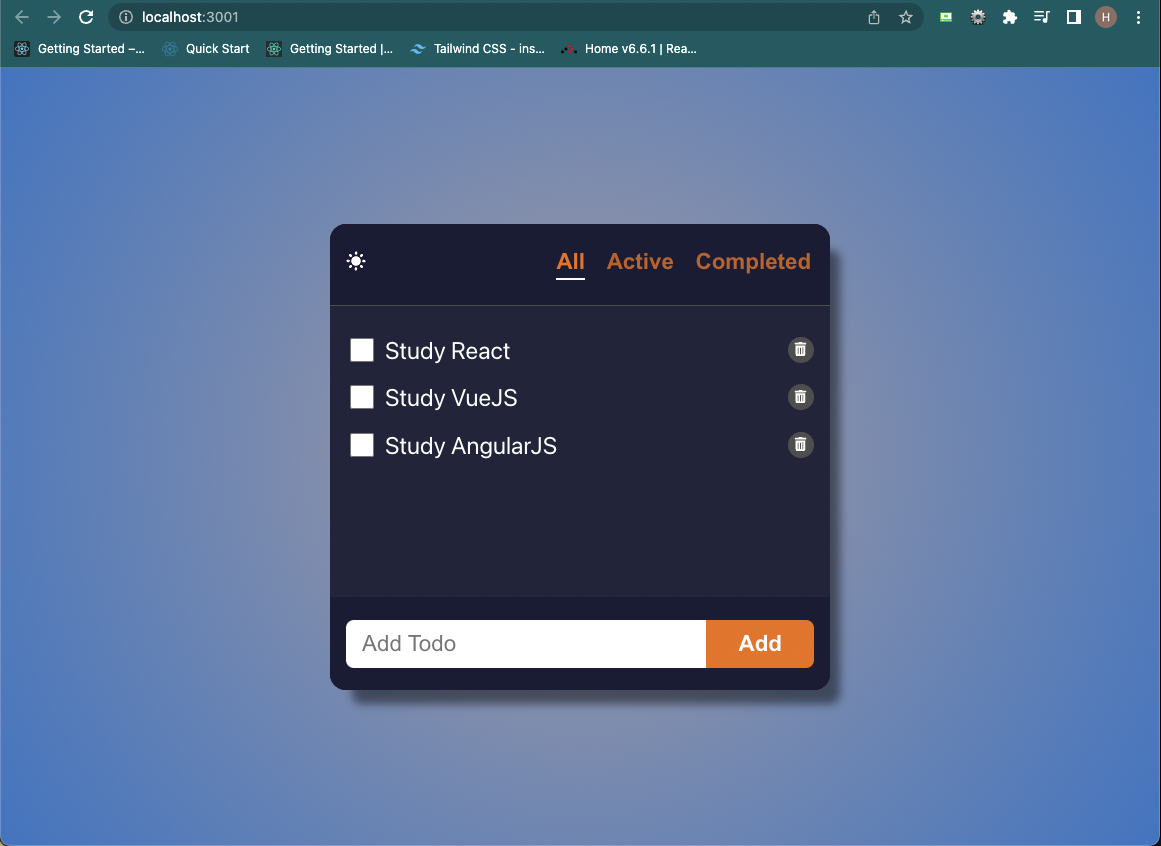 localhost:3001
H
Getting Started –... Quick Start Getting Started |... Tailwind CSS - ins... Home v6.6.1 | Rea...
All Active Completed
Study React
Study VueJS
Study AngularJS
Add Todo Add